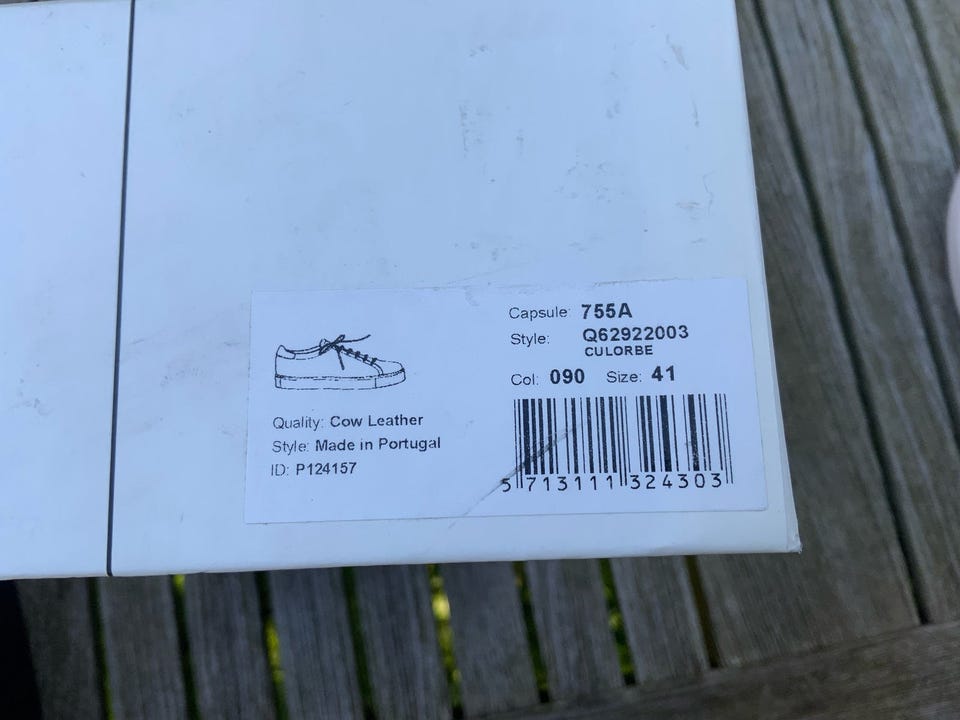 Capsule: 755A
Style: Q62922003
CULORBE
Col: 090 Size: 41
Quality: Cow Leather
Style: Made in Portugal
ID: P124157
5 713111 324303